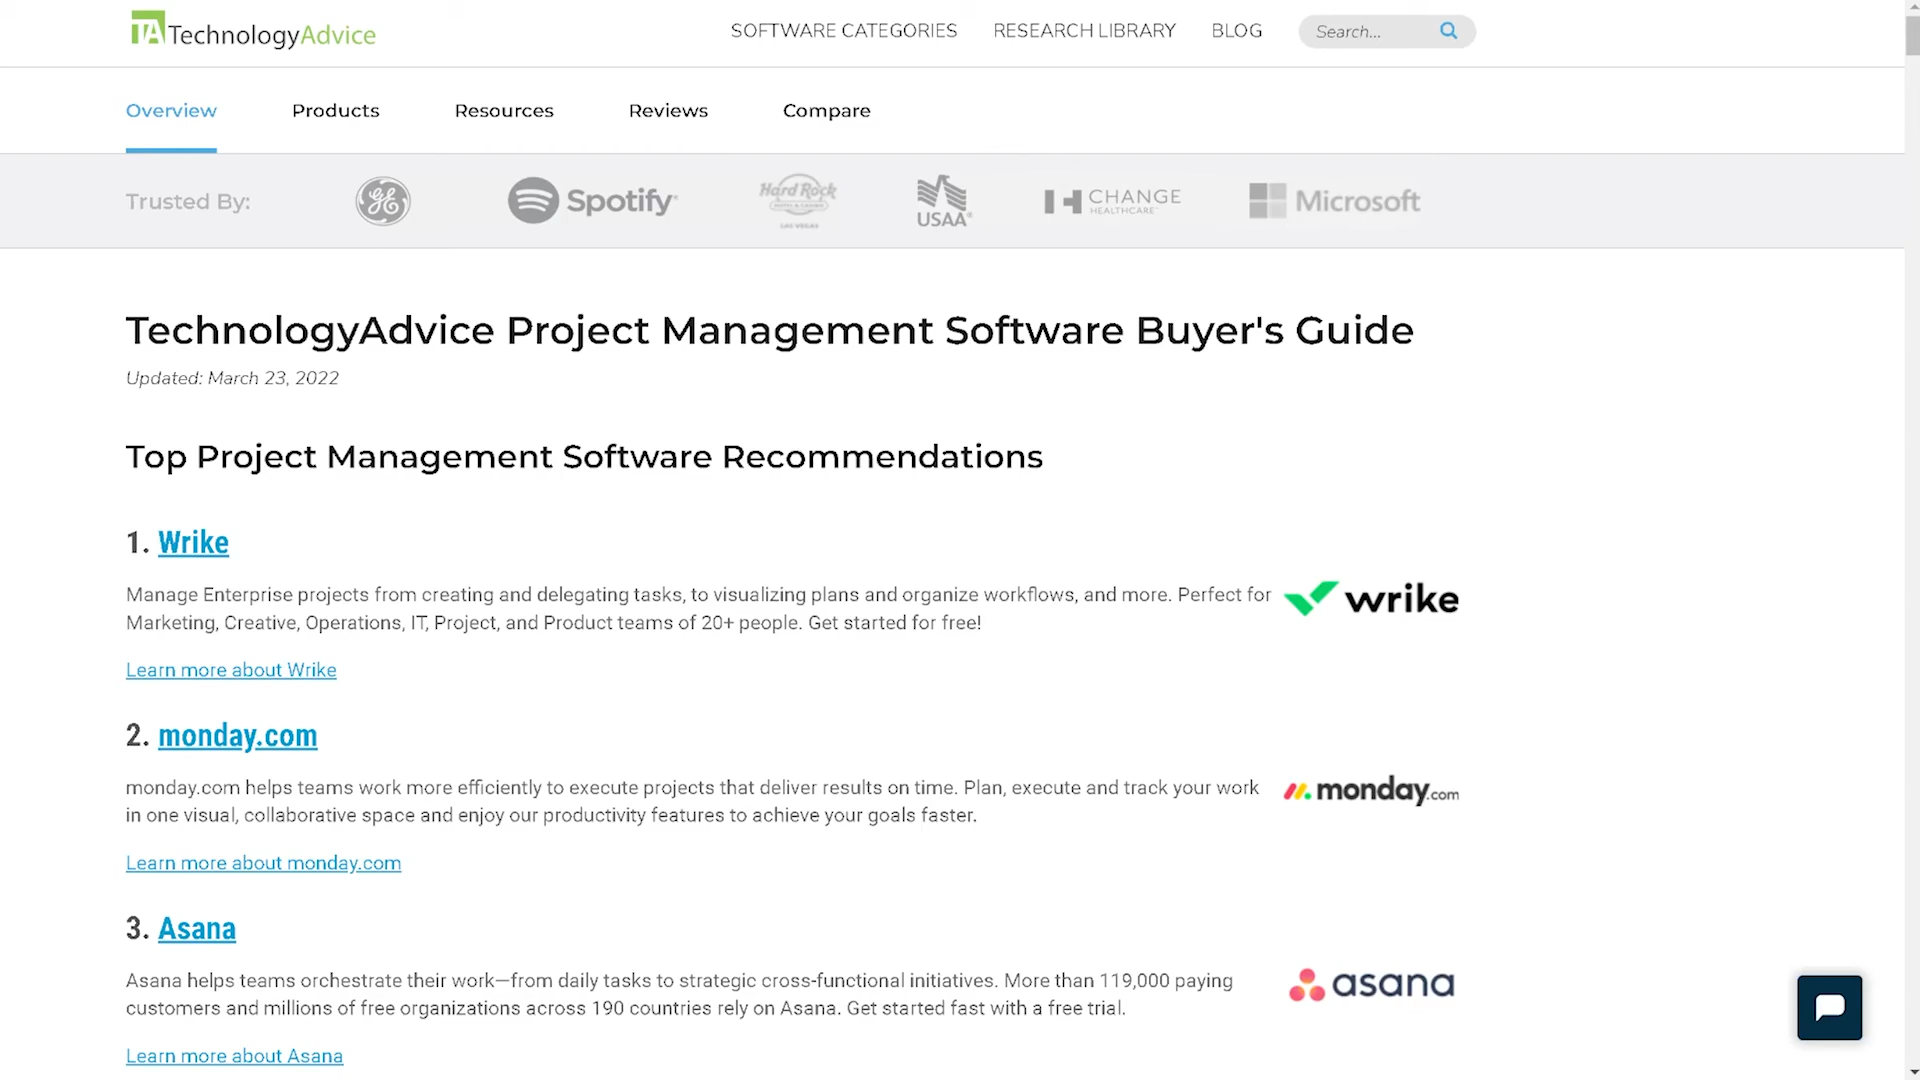 TA TechnologyAdvice
SOFTWARE CATEGORIES RESEARCH LIBRARY BLOG Search...
Overview Products Resources Reviews Compare
Trusted By: GE Spotify Hard Rock HOTEL & CASINO LAS VEGAS USAA CHANGE HEALTHCARE Microsoft
TechnologyAdvice Project Management Software Buyer's Guide
Updated: March 23, 2022
Top Project Management Software Recommendations
1. Wrike
Manage Enterprise projects from creating and delegating tasks, to visualizing plans and organize workflows, and more. Perfect for
Marketing, Creative, Operations, IT, Project, and Product teams of 20+ people. Get started for free!
wrike
Learn more about Wrike
2. monday.com
monday.com helps teams work more efficiently to execute projects that deliver results on time. Plan, execute and track your work
in one visual, collaborative space and enjoy our productivity features to achieve your goals faster.
monday.com
Learn more about monday.com
3. Asana
Asana helps teams orchestrate their work—from daily tasks to strategic cross-functional initiatives. More than 119,000 paying
customers and millions of free organizations across 190 countries rely on Asana. Get started fast with a free trial.
asana
Learn more about Asana